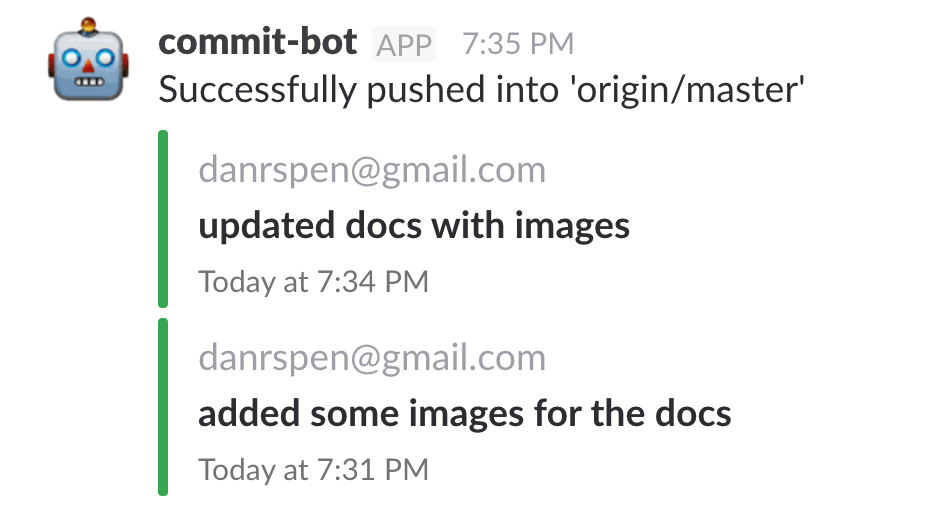 commit-bot APP 7:35 PM
Successfully pushed into 'origin/master'
danrspen@gmail.com
updated docs with images
Today at 7:34 PM
danrspen@gmail.com
added some images for the docs
Today at 7:31 PM